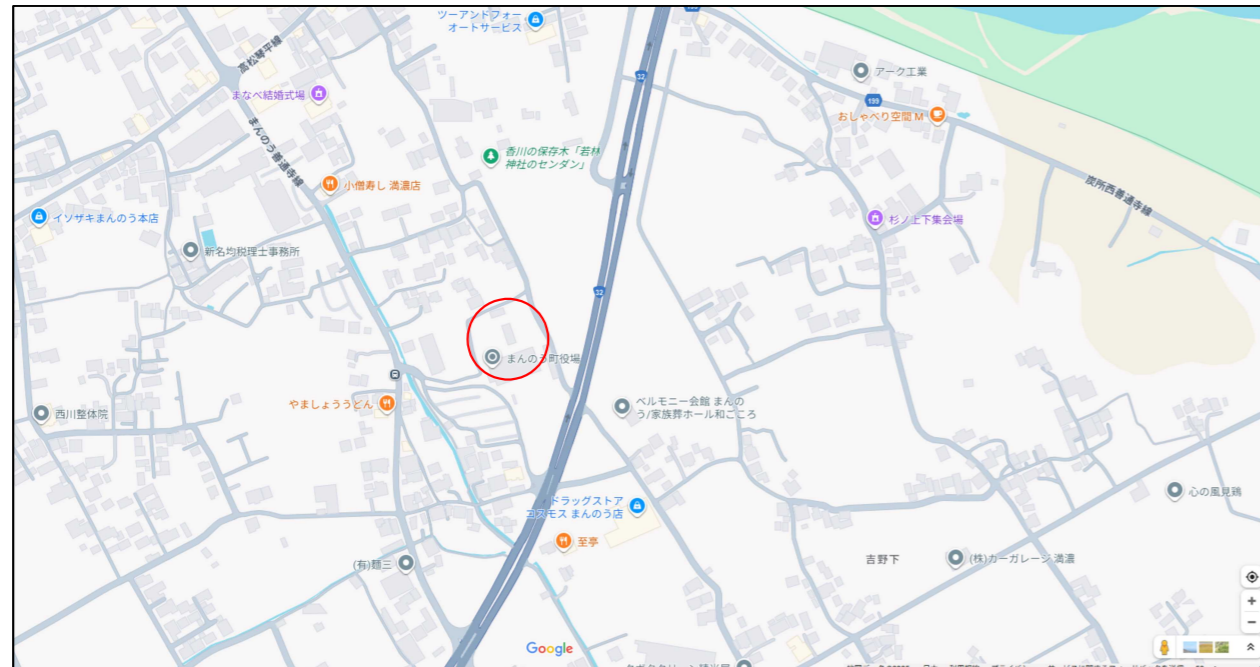 ツーアンドフォー
オートサービス
高松琴平線
まなべ結婚式場
まんのう善通寺線
32
アーク工業
199
おしゃべり空間 M
香川の保存木「若林
神社のセンダン」
小僧寿し 満濃店
炭所西善通寺線
イソザキまんのう本店
杉ノ上下集会場
新名均税理士事務所
32
まんのう町役場
やましょううどん
西川整体院
ベルモニー会館 まんの
う/家族葬ホール和ごころ
ドラッグストア
コスモス まんのう店
心の風見鶏
至亭
(有)麺三
吉野下
(株)カーガレージ満濃
Google